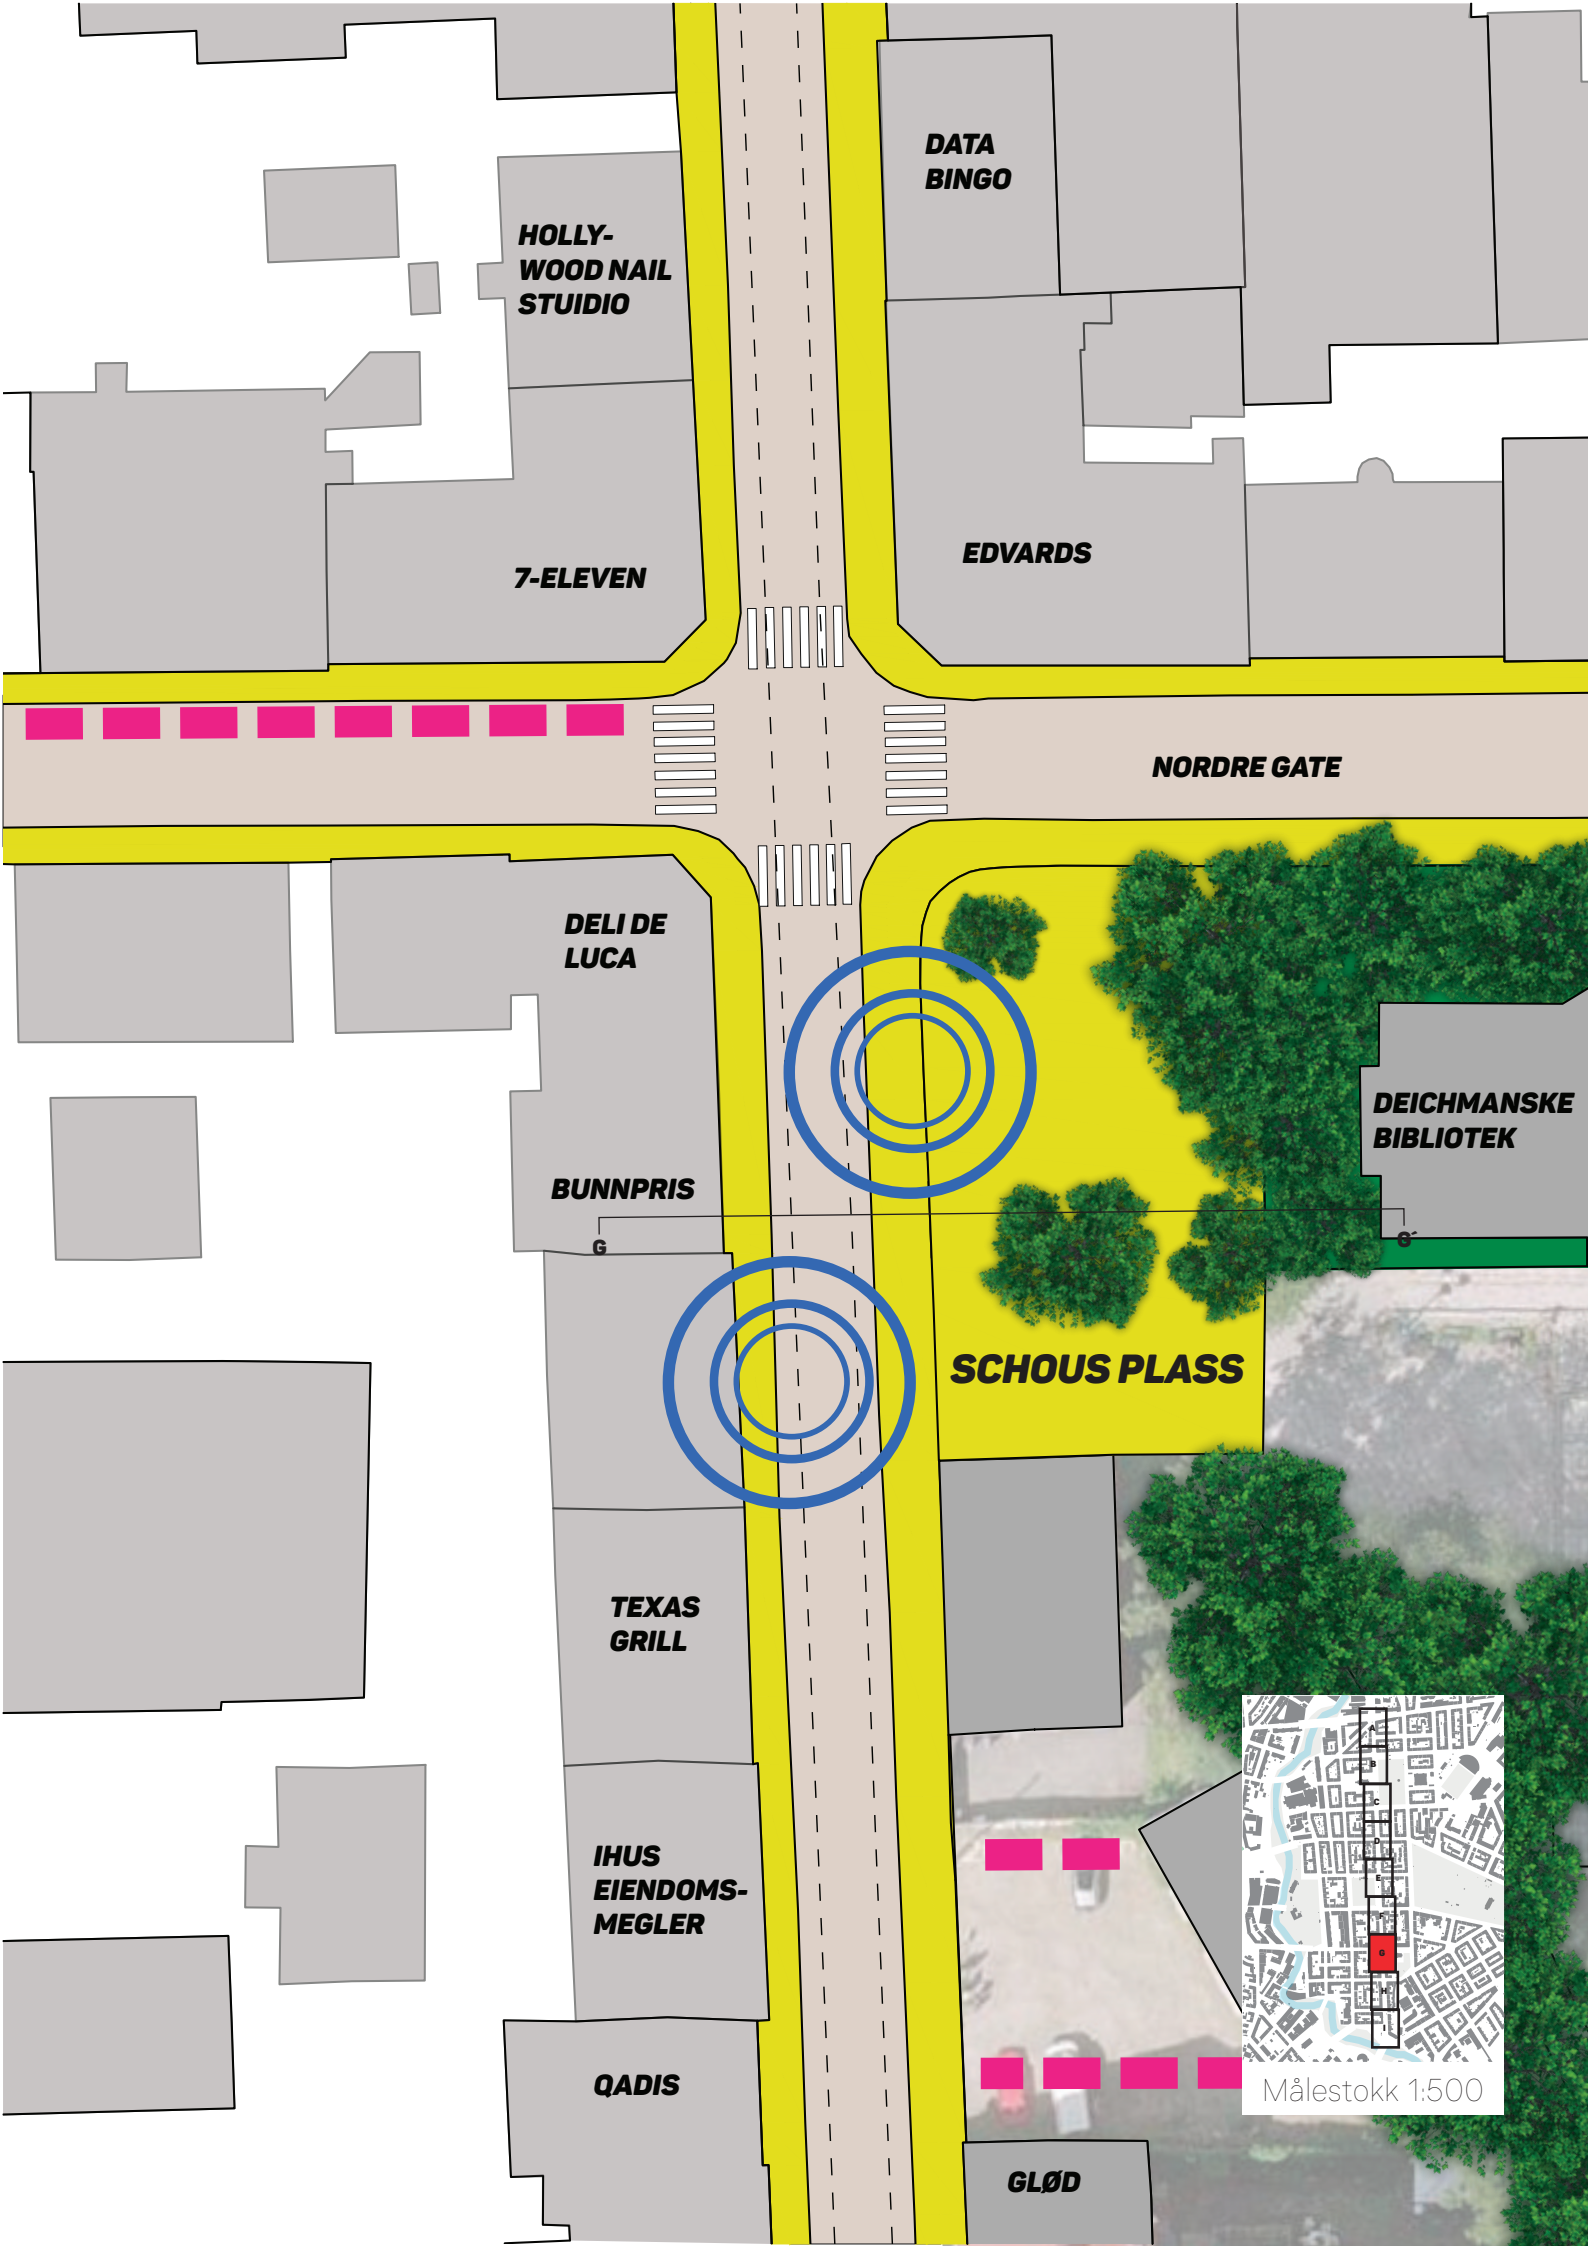 DATA
BINGO
HOLLY-
WOOD NAIL
STUIDIO
EDVARDS
7-ELEVEN
NORDRE GATE
DELI DE
LUCA
DEICHMANSKE
BIBLIOTEK
BUNNPRIS
G
G´
SCHOUS PLASS
TEXAS
GRILL
IHUS
EIENDOMS-
MEGLER
QADIS
GLØD
A
B
C
D
E
F
G
H
I
Målestokk 1:500